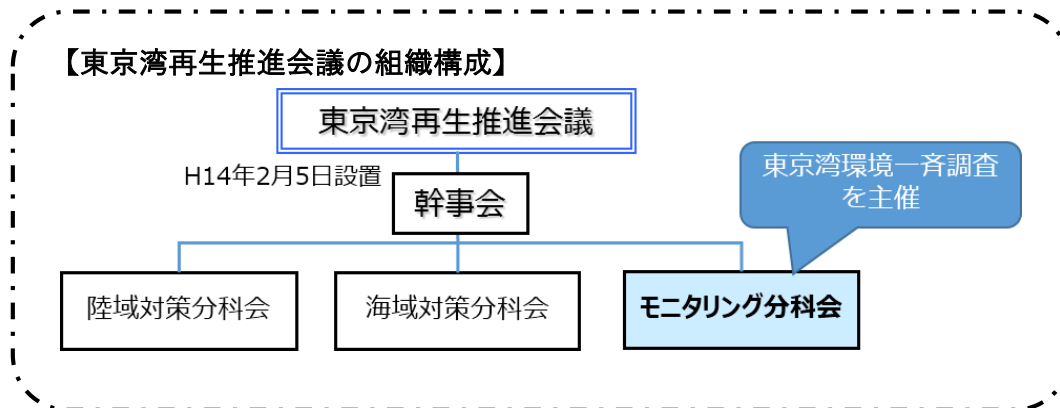 【東京湾再生推進会議の組織構成】
東京湾再生推進会議
H14年2月5日設置
幹事会
東京湾環境一斉調査
を主催
陸域対策分科会
海域対策分科会
モニタリング分科会